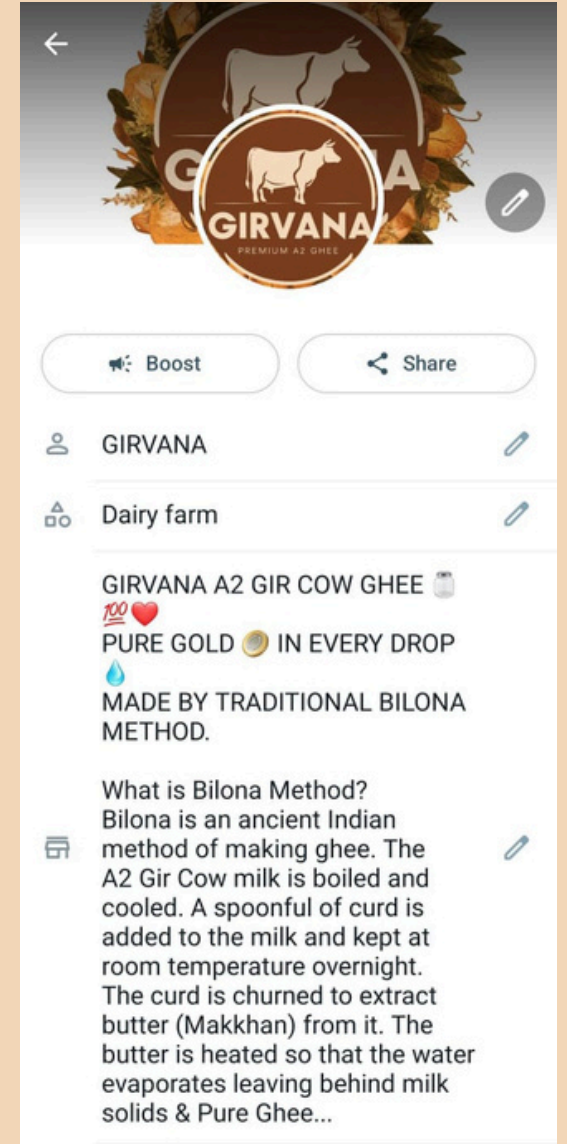 G A
GIRVANA
PREMIUM A2 GHEE
Boost
Share
GIRVANA
Dairy farm
GIRVANA A2 GIR COW GHEE 🫙
💯❤️
PURE GOLD 🪙 IN EVERY DROP
💧
MADE BY TRADITIONAL BILONA
METHOD.
What is Bilona Method?
Bilona is an ancient Indian
method of making ghee. The
A2 Gir Cow milk is boiled and
cooled. A spoonful of curd is
added to the milk and kept at
room temperature overnight.
The curd is churned to extract
butter (Makkhan) from it. The
butter is heated so that the water
evaporates leaving behind milk
solids & Pure Ghee...